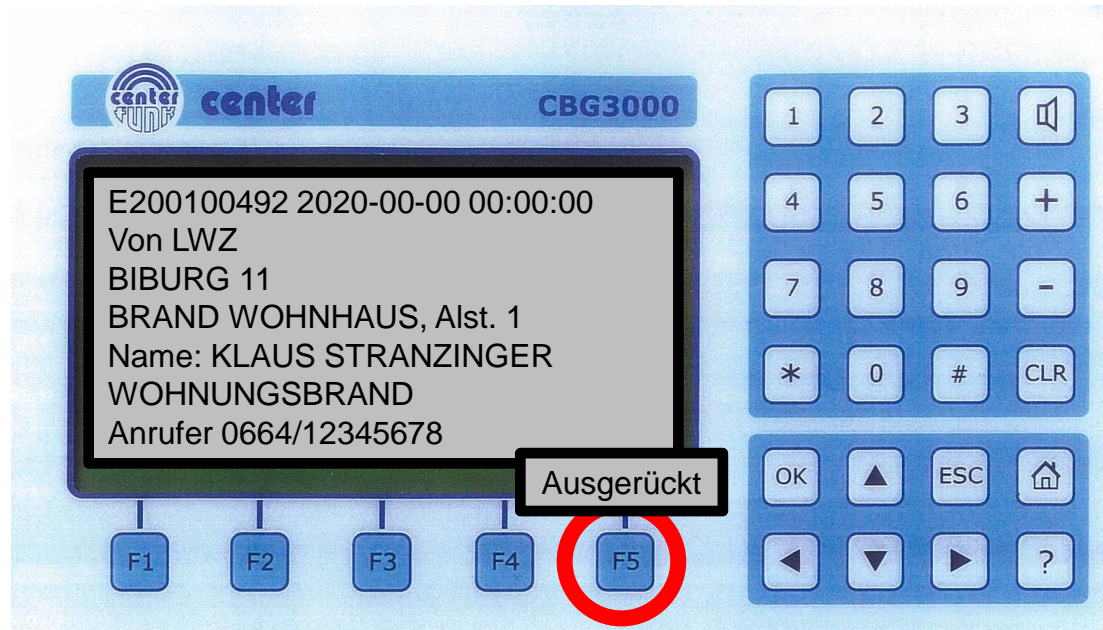 center
funk
center
CBG3000
E200100492 2020-00-00 00:00:00
Von LWZ
BIBURG 11
BRAND WOHNHAUS, Alst. 1
Name: KLAUS STRANZINGER
WOHNUNGSBRAND
Anrufer 0664/12345678
Ausgerückt
F1 F2 F3 F4 F5
1 2 3
4 5 6 +
7 8 9 -
* 0 # CLR
OK ESC
?